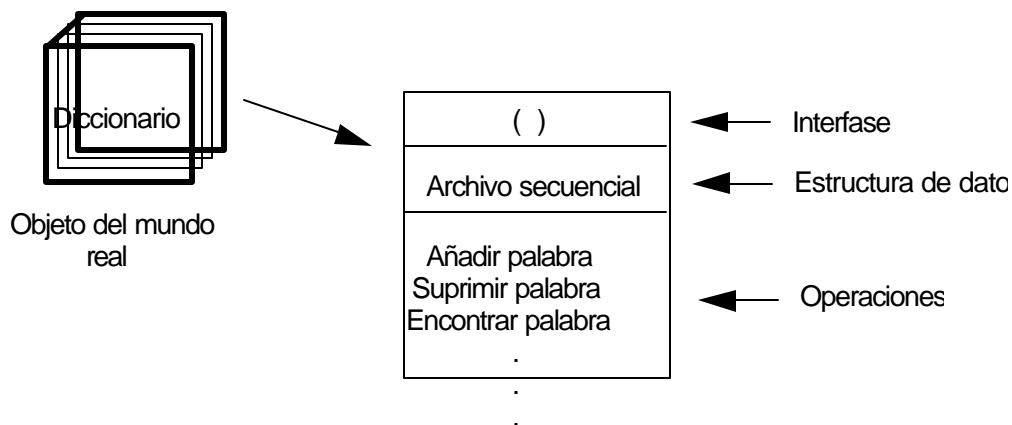 Diccionario
Objeto del mundo
real
( )
Archivo secuencial
Añadir palabra
Suprimir palabra
Encontrar palabra
.
.
.
Interfase
Estructura de dato
Operaciones